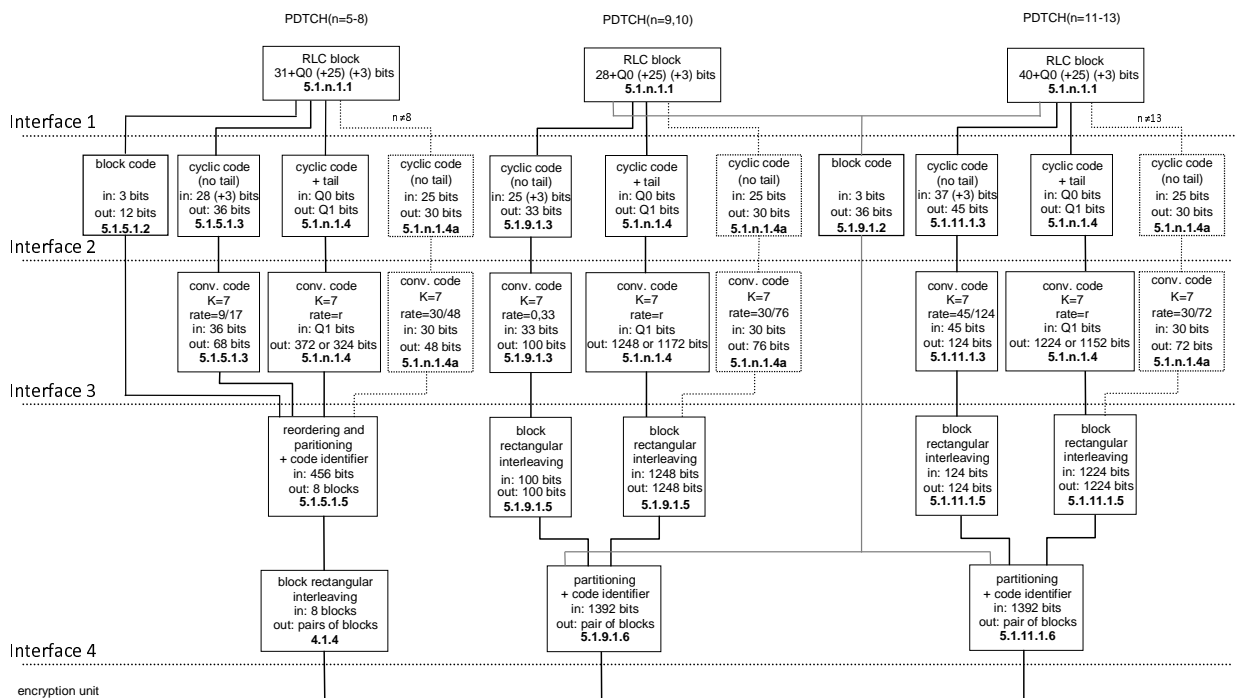 PDTCH(n=5-8)
PDTCH(n=9,10)
PDTCH(n=11-13)
RLC block
31+Q0 (+25) (+3) bits
5.1.n.1.1
RLC block
28+Q0 (+25) (+3) bits
5.1.n.1.1
RLC block
40+Q0 (+25) (+3) bits
5.1.n.1.1
Interface 1
n≠8
n≠13
block code
in: 3 bits
out: 12 bits
5.1.5.1.2
cyclic code
(no tail)
in: 28 (+3) bits
out: 36 bits
5.1.5.1.3
cyclic code
+ tail
in: Q0 bits
out: Q1 bits
5.1.n.1.4
cyclic code
(no tail)
in: 25 bits
out: 30 bits
5.1.n.1.4a
cyclic code
(no tail)
in: 25 (+3) bits
out: 33 bits
5.1.9.1.3
cyclic code
+ tail
in: Q0 bits
out: Q1 bits
5.1.n.1.4
cyclic code
(no tail)
in: 25 bits
out: 30 bits
5.1.n.1.4a
block code
in: 3 bits
out: 36 bits
5.1.9.1.2
cyclic code
(no tail)
in: 37 (+3) bits
out: 45 bits
5.1.11.1.3
cyclic code
+ tail
in: Q0 bits
out: Q1 bits
5.1.n.1.4
cyclic code
(no tail)
in: 25 bits
out: 30 bits
5.1.n.1.4a
Interface 2
conv. code
K=7
rate=9/17
in: 36 bits
out: 68 bits
5.1.5.1.3
conv. code
K=7
rate=r
in: Q1 bits
out: 372 or 324 bits
5.1.n.1.4
conv. code
K=7
rate=30/48
in: 30 bits
out: 48 bits
5.1.n.1.4a
conv. code
K=7
rate=0,33
in: 33 bits
out: 100 bits
5.1.9.1.3
conv. code
K=7
rate=r
in: Q1 bits
out: 1248 or 1172 bits
5.1.n.1.4
conv. code
K=7
rate=30/76
in: 30 bits
out: 76 bits
5.1.n.1.4a
conv. code
K=7
rate=45/124
in: 45 bits
out: 124 bits
5.1.11.1.3
conv. code
K=7
rate=r
in: Q1 bits
out: 1224 or 1152 bits
5.1.n.1.4
conv. code
K=7
rate=30/72
in: 30 bits
out: 72 bits
5.1.n.1.4a
Interface 3
reordering and
paritioning
+ code identifier
in: 456 bits
out: 8 blocks
5.1.5.1.5
block
rectangular
interleaving
in: 100 bits
out: 100 bits
5.1.9.1.5
block
rectangular
interleaving
in: 1248 bits
out: 1248 bits
5.1.9.1.5
block
rectangular
interleaving
in: 124 bits
out: 124 bits
5.1.11.1.5
block
rectangular
interleaving
in: 1224 bits
out: 1224 bits
5.1.11.1.5
block rectangular
interleaving
in: 8 blocks
out: pairs of blocks
4.1.4
partitioning
+ code identifier
in: 1392 bits
out: pair of blocks
5.1.9.1.6
partitioning
+ code identifier
in: 1392 bits
out: pair of blocks
5.1.11.1.6
Interface 4
encryption unit